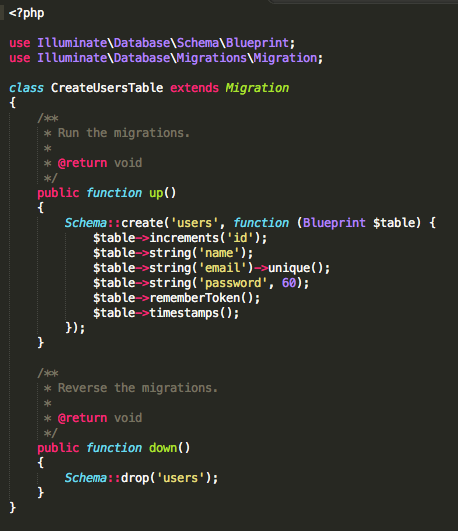 <?php
use Illuminate\Database\Schema\Blueprint;
use Illuminate\Database\Migrations\Migration;
class CreateUsersTable extends Migration
{
/**
* Run the migrations.
*
* @return void
*/
public function up()
{
Schema::create('users', function (Blueprint $table) {
$table->increments('id');
$table->string('name');
$table->string('email')->unique();
$table->string('password', 60);
$table->rememberToken();
$table->timestamps();
});
}
/**
* Reverse the migrations.
*
* @return void
*/
public function down()
{
Schema::drop('users');
}
}